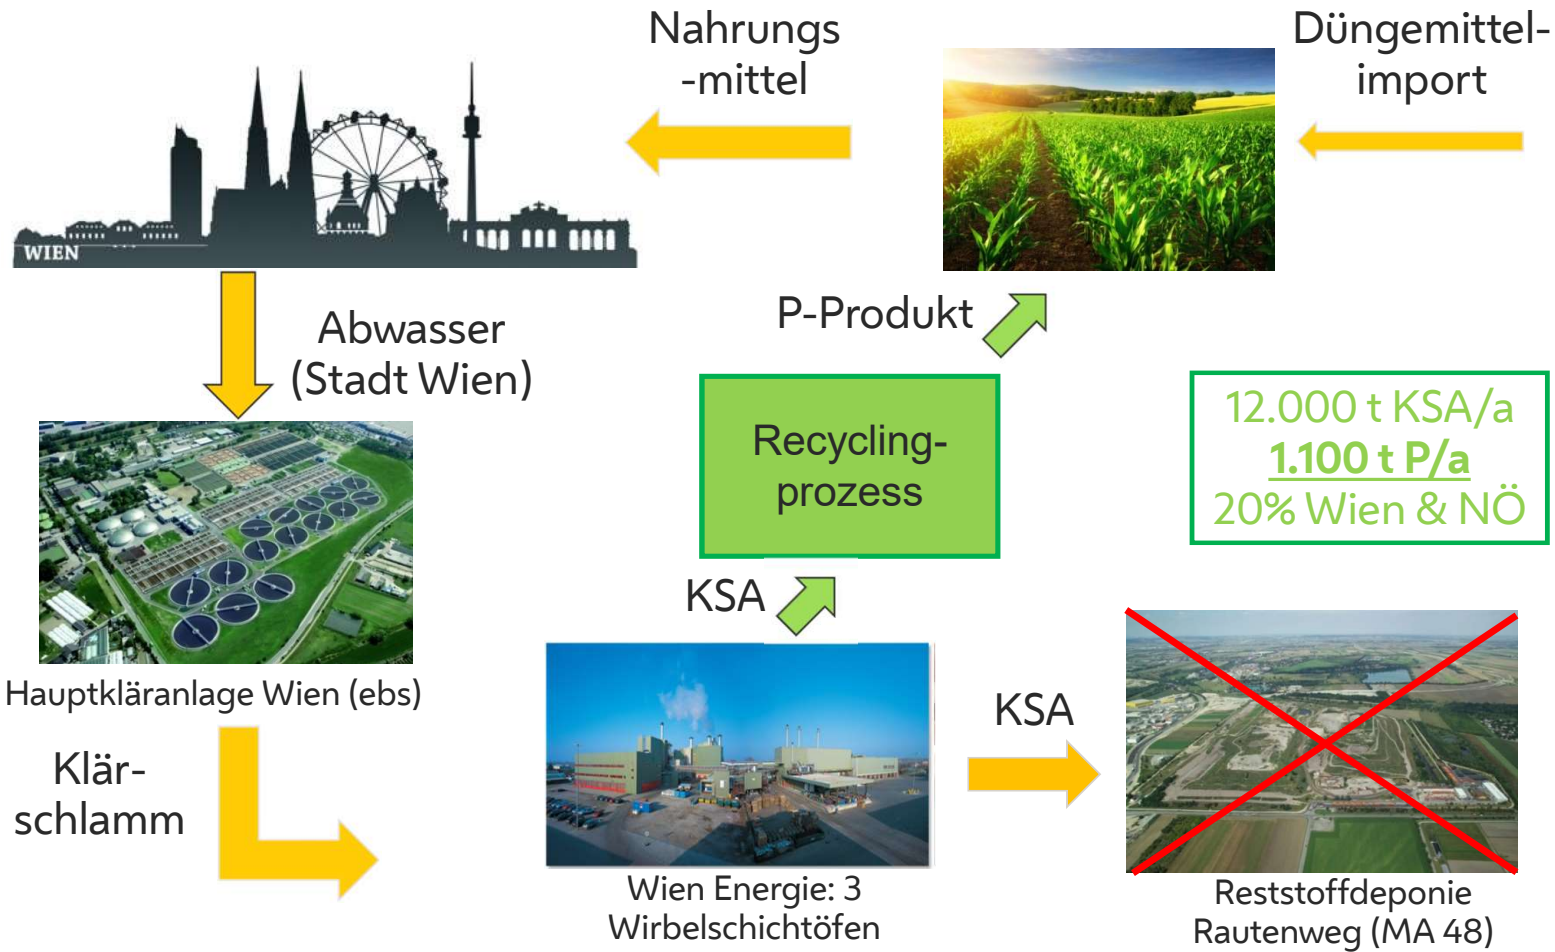 Nahrungs
-mittel
Düngemittel-
import
WIEN
Abwasser
(Stadt Wien)
P-Produkt
Recycling-
prozess
12.000 t KSA/a
1.100 t P/a
20% Wien & NÖ
KSA
Hauptkläranlage Wien (ebs)
KSA
Klär-
schlamm
Wien Energie: 3
Wirbelschichtöfen
Reststoffdeponie
Rautenweg (MA 48)